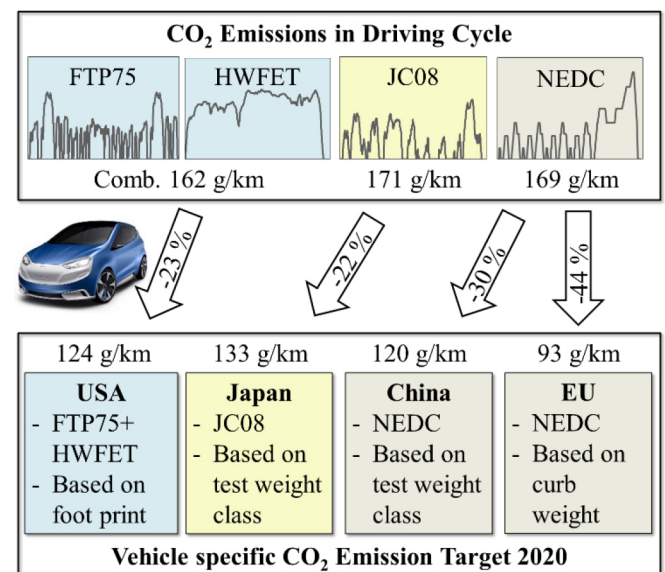 CO₂ Emissions in Driving Cycle
FTP75
HWFET
JC08
NEDC
Comb. 162 g/km
171 g/km
169 g/km
-23 %
-22 %
-30 %
-44 %
124 g/km
133 g/km
120 g/km
93 g/km
USA
- FTP75+
HWFET
- Based on
foot print
Japan
- JC08
- Based on
test weight
class
China
- NEDC
- Based on
test weight
class
EU
- NEDC
- Based on
curb
weight
Vehicle specific CO₂ Emission Target 2020